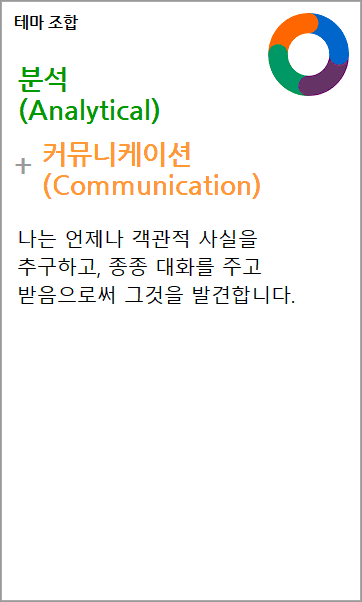 테마 조합
분석
(Analytical)
+ 커뮤니케이션
(Communication)
나는 언제나 객관적 사실을
추구하고, 종종 대화를 주고
받음으로써 그것을 발견합니다.